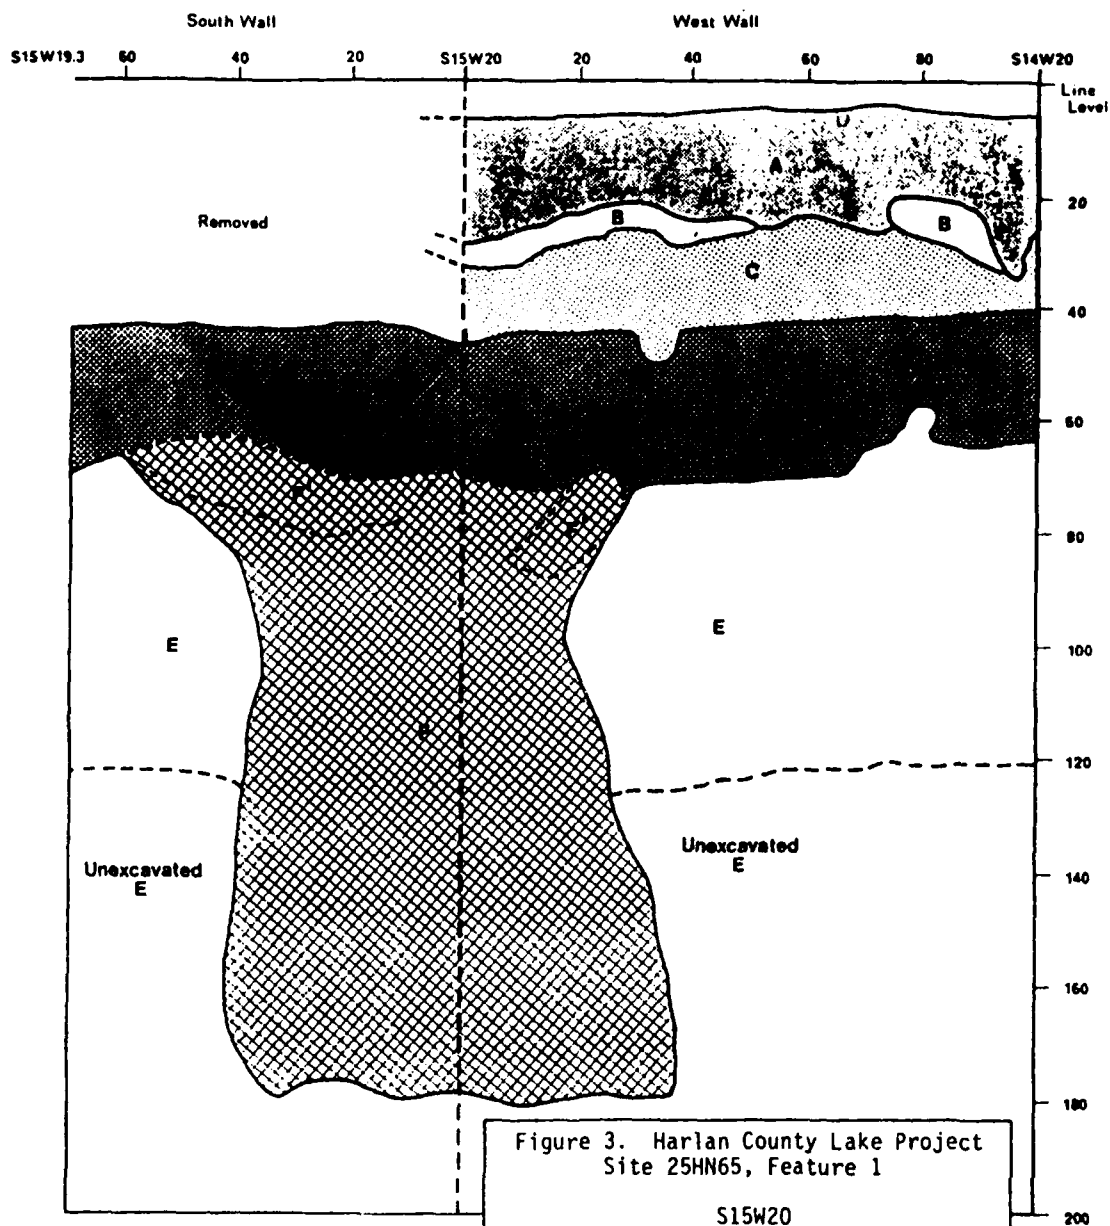 South Wall West Wall
S15W19.3 60 40 20 S15W20 20 40 60 80 S14W20
Line
Level
A
20
Removed
B
B
C
40
60
F
80
E
E
100
120
Unexcavated
E
Unexcavated
E
140
160
180
Figure 3. Harlan County Lake Project
Site 25HN65, Feature 1
S15W20
200